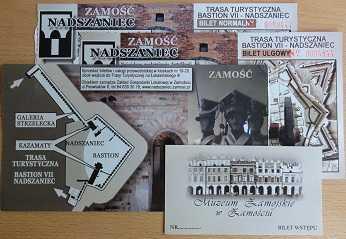 ZAMOŚĆ
NADSZANIEC
TRASA TURYSTYCZNA
BASTION VII - NADSZANIEC
BILET NORMALNY
ZAMOŚĆ
NADSZANIEC
TRASA TURYSTYCZNA
BASTION VII - NADSZANIEC
BILET ULGOWY
ZAMOŚĆ
GALERIA
STRZELECKA
KAZAMATY
TRASA
TURYSTYCZNA
BASTION VII
NADSZANIEC
NADSZANIEC
BASTION
Muzeum Zamojskie
w Zamościu
NR
BILET WSTĘPU